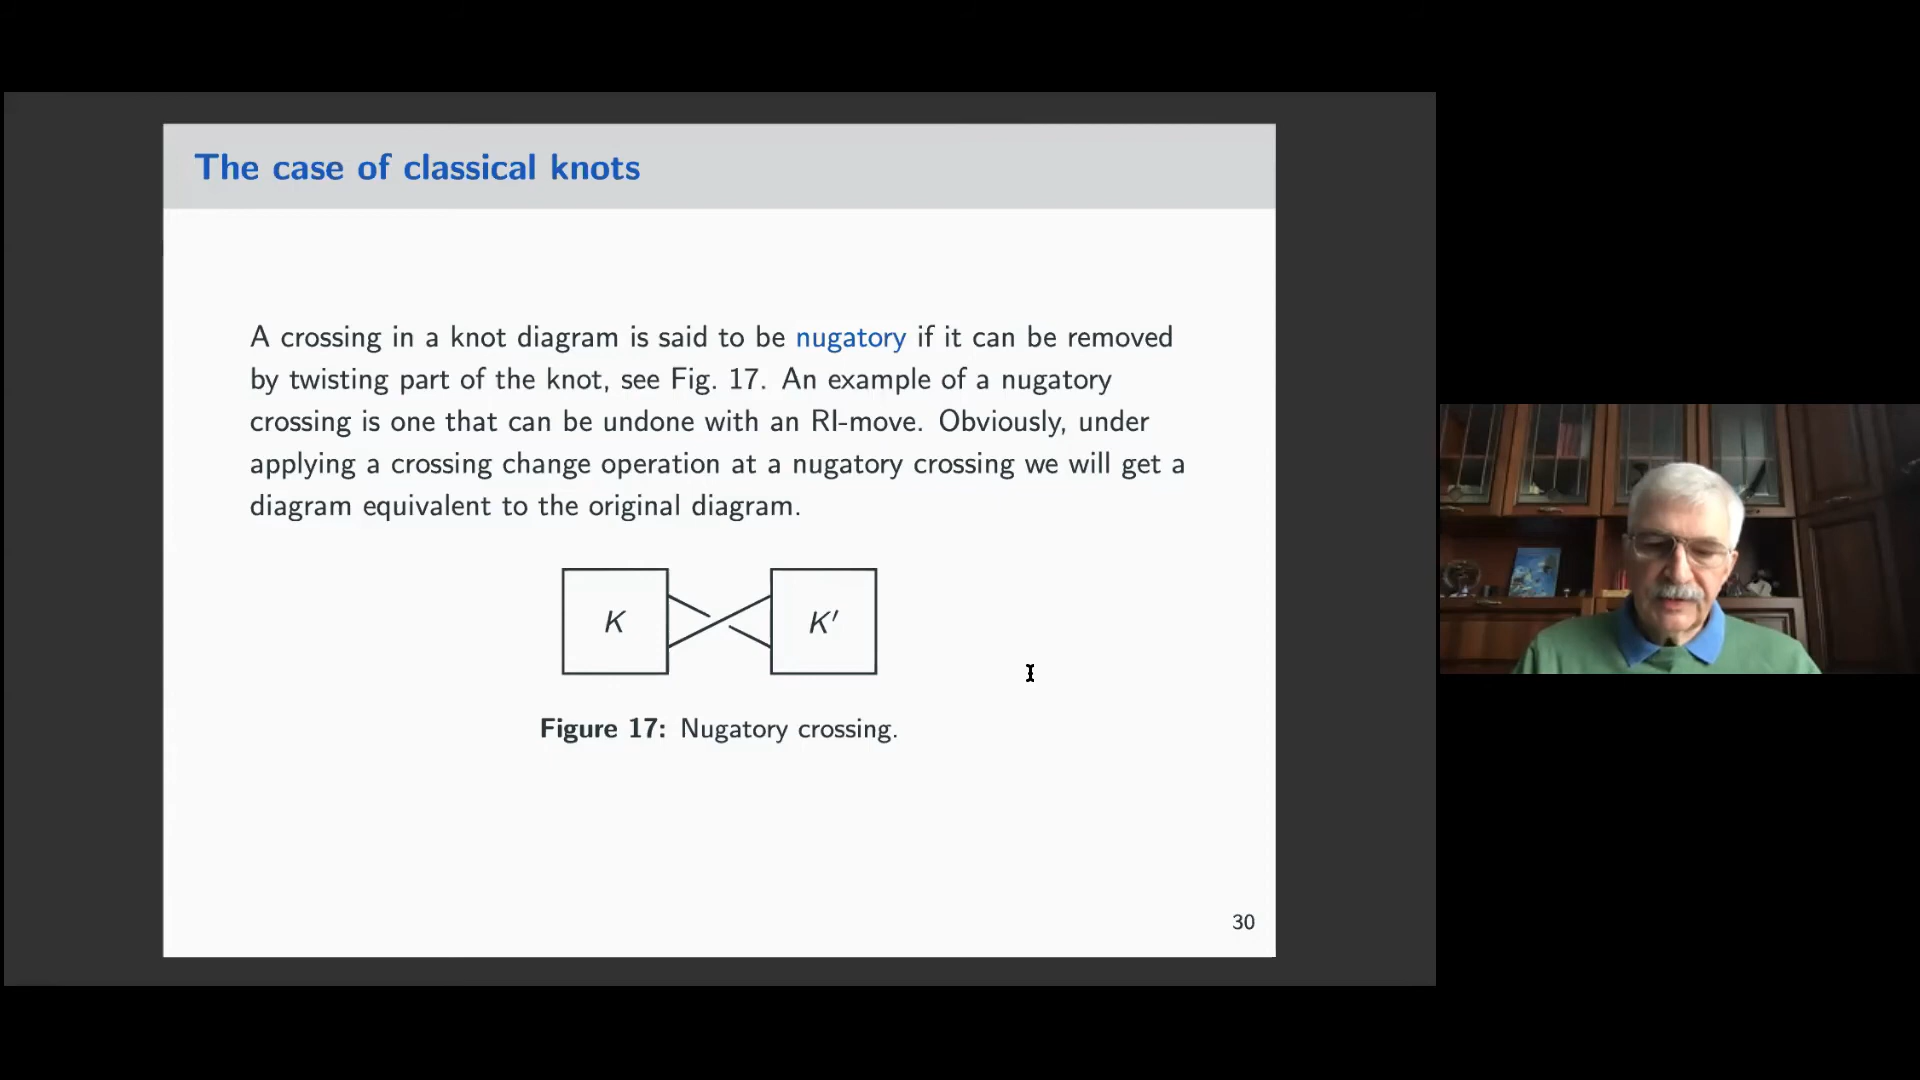 The case of classical knots
A crossing in a knot diagram is said to be nugatory if it can be removed
by twisting part of the knot, see Fig. 17. An example of a nugatory
crossing is one that can be undone with an RI-move. Obviously, under
applying a crossing change operation at a nugatory crossing we will get a
diagram equivalent to the original diagram.
K K′
Figure 17: Nugatory crossing.
30